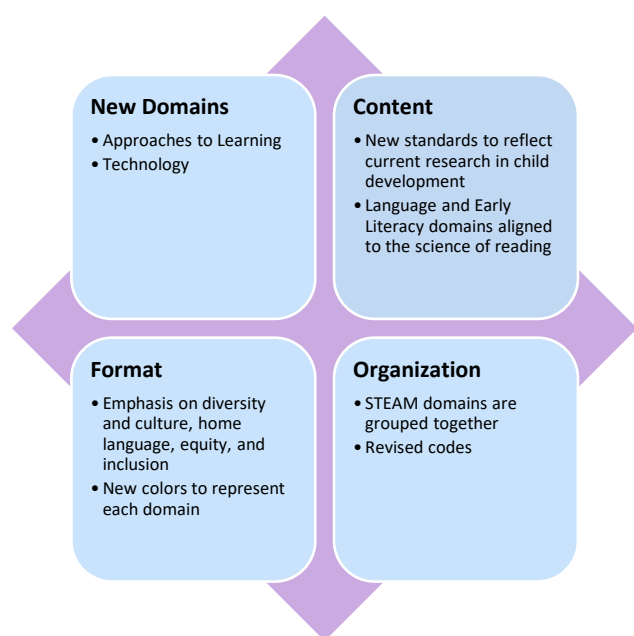 New Domains
• Approaches to Learning
• Technology
Content
• New standards to reflect
current research in child
development
• Language and Early
Literacy domains aligned
to the science of reading
Format
• Emphasis on diversity
and culture, home
language, equity, and
inclusion
• New colors to represent
each domain
Organization
• STEAM domains are
grouped together
• Revised codes